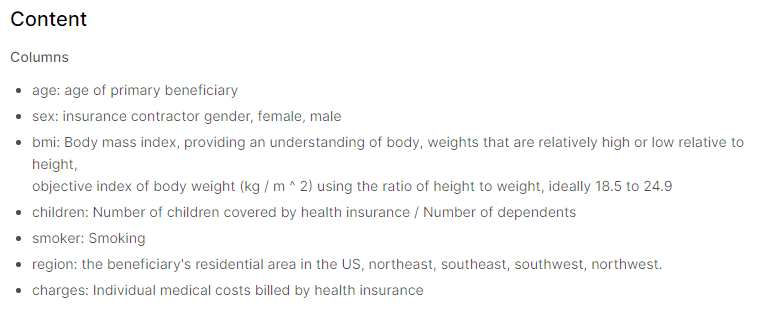 Content
Columns
• age: age of primary beneficiary
• sex: insurance contractor gender, female, male
• bmi: Body mass index, providing an understanding of body, weights that are relatively high or low relative to
height,
objective index of body weight (kg / m ^ 2) using the ratio of height to weight, ideally 18.5 to 24.9
• children: Number of children covered by health insurance / Number of dependents
• smoker: Smoking
• region: the beneficiary's residential area in the US, northeast, southeast, southwest, northwest.
• charges: Individual medical costs billed by health insurance